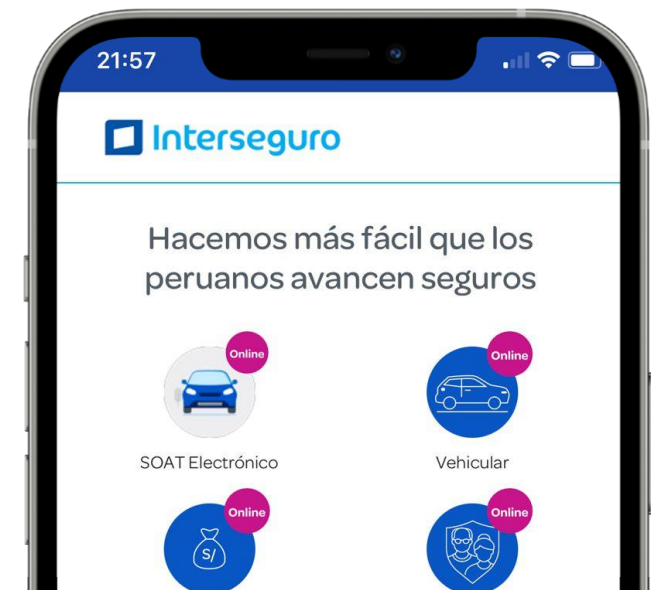 21:57
Interseguro
Hacemos más fácil que los
peruanos avancen seguros
Online
Online
SOAT Electrónico
Vehicular
Online
Online
S/